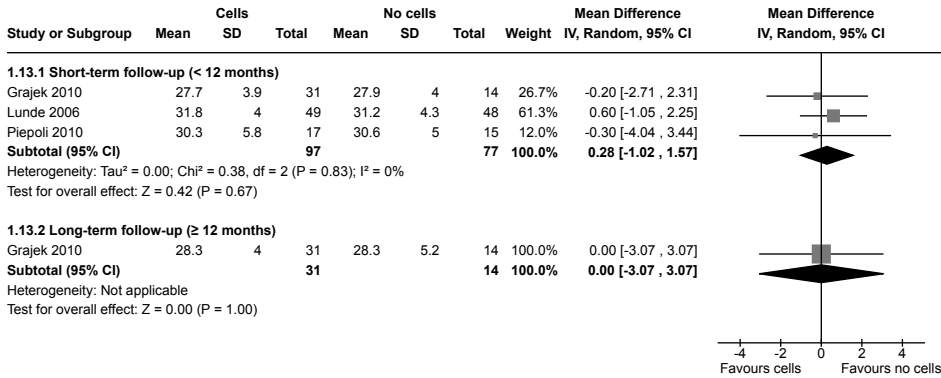 Cells No cells Mean Difference Mean Difference
Study or Subgroup Mean SD Total Mean SD Total Weight IV, Random, 95% CI IV, Random, 95% CI
1.13.1 Short-term follow-up (< 12 months)
Grajek 2010 27.7 3.9 31 27.9 4 14 26.7% -0.20 [-2.71 , 2.31]
Lunde 2006 31.8 4 49 31.2 4.3 48 61.3% 0.60 [-1.05 , 2.25]
Piepoli 2010 30.3 5.8 17 30.6 5 15 12.0% -0.30 [-4.04 , 3.44]
Subtotal (95% CI) 97 77 100.0% 0.28 [-1.02 , 1.57]
Heterogeneity: Tau² = 0.00; Chi² = 0.38, df = 2 (P = 0.83); I² = 0%
Test for overall effect: Z = 0.42 (P = 0.67)
1.13.2 Long-term follow-up (≥ 12 months)
Grajek 2010 28.3 4 31 28.3 5.2 14 100.0% 0.00 [-3.07 , 3.07]
Subtotal (95% CI) 31 14 100.0% 0.00 [-3.07 , 3.07]
Heterogeneity: Not applicable
Test for overall effect: Z = 0.00 (P = 1.00)
-4 -2 0 2 4
Favours cells Favours no cells